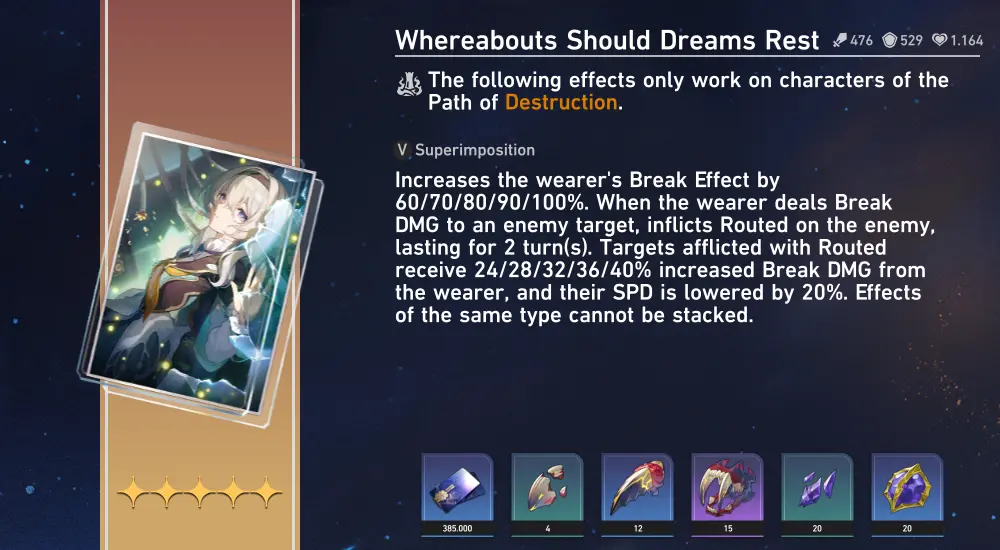 Whereabouts Should Dreams Rest 476 529 1.164
The following effects only work on characters of the
Path of Destruction.
V Superimposition
Increases the wearer's Break Effect by
60/70/80/90/100%. When the wearer deals Break
DMG to an enemy target, inflicts Routed on the enemy,
lasting for 2 turn(s). Targets afflicted with Routed
receive 24/28/32/36/40% increased Break DMG from
the wearer, and their SPD is lowered by 20%. Effects
of the same type cannot be stacked.
385.000 4 12 15 20 20